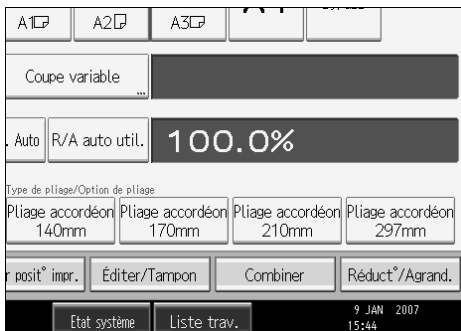 A1 A2 A3
Coupe variable
...
. Auto R/A auto util. 100.0%
Type de pliage/Option de pliage
Pliage accordéon Pliage accordéon Pliage accordéon Pliage accordéon
140mm 170mm 210mm 297mm
r posit° impr. Éditer/Tampon Combiner Réduct°/Agrand.
Etat système Liste trav. 9 JAN 2007
15:44